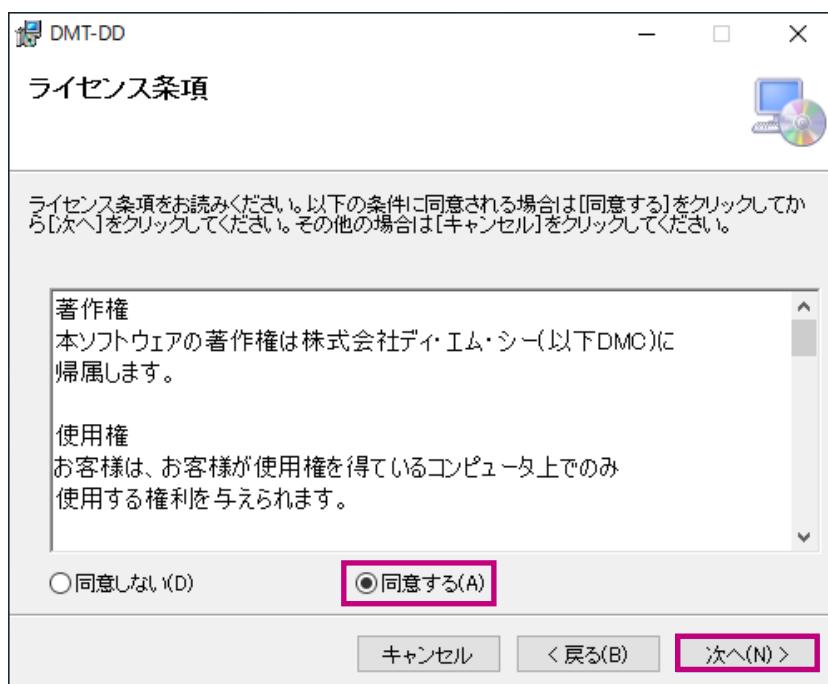 DMT-DD
ライセンス条項
ライセンス条項をお読みください。以下の条件に同意される場合は[同意する]をクリックしてか
ら[次へ]をクリックしてください。その他の場合は[キャンセル]をクリックしてください。
著作権
本ソフトウェアの著作権は株式会社ディ・エム・シー(以下DMC)に
帰属します。
使用権
お客様は、お客様が使用権を得ているコンピュータ上でのみ
使用する権利を与えられます。
同意しない(D)
同意する(A)
キャンセル
< 戻る(B)
次へ(N) >